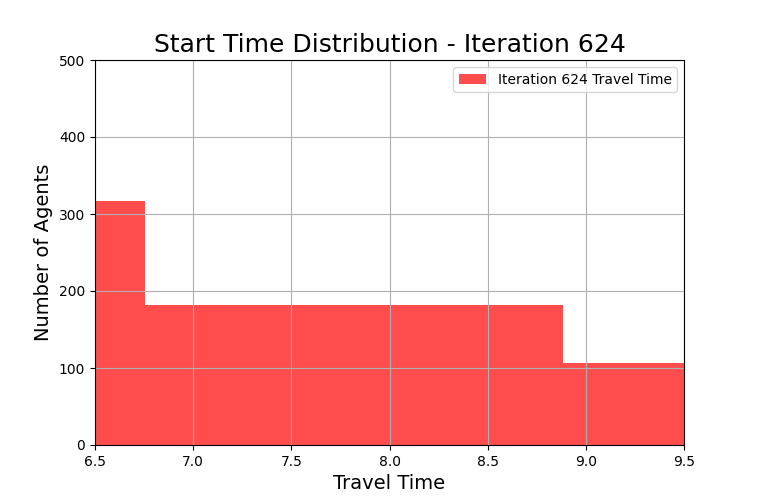 Start Time Distribution - Iteration 624
500
Iteration 624 Travel Time
400
300
200
100
0
Number of Agents
6.5 7.0 7.5 8.0 8.5 9.0 9.5
Travel Time